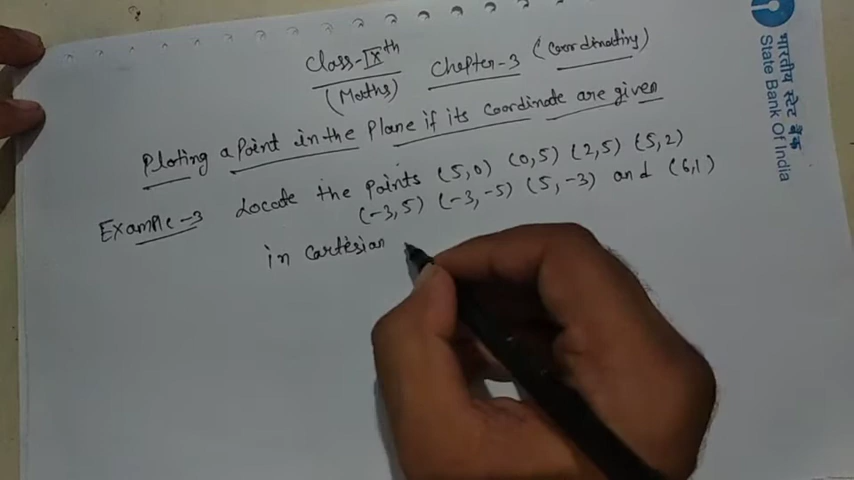 Class-IXth
(Maths)
Chepter-3
(Coordinating)
Ploting a Point in the Plane if its Coordinate are given
Example-3 Locate the Points (5,0) (0,5) (2,5) (5,2)
(-3,5) (-3,-5) (5,-3) and (6,1)
in Cartesian
भारतीय स्टेट बैंक
State Bank Of India